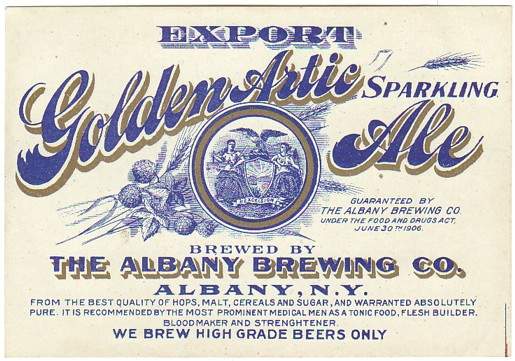 EXPORT
Golden Artic SPARKLING
Ale
GUARANTEED BY
THE ALBANY BREWING CO.
UNDER THE FOOD AND DRUGS ACT,
JUNE 30TH 1906.
EXCELSIOR
BREWED BY
THE ALBANY BREWING CO.
ALBANY, N.Y.
FROM THE BEST QUALITY OF HOPS, MALT, CEREALS AND SUGAR, AND WARRANTED ABSOLUTELY
PURE. IT IS RECOMMENDED BY THE MOST PROMINENT MEDICAL MEN AS A TONIC FOOD, FLESH BUILDER.
BLOODMAKER AND STRENGHTENER.
WE BREW HIGH GRADE BEERS ONLY